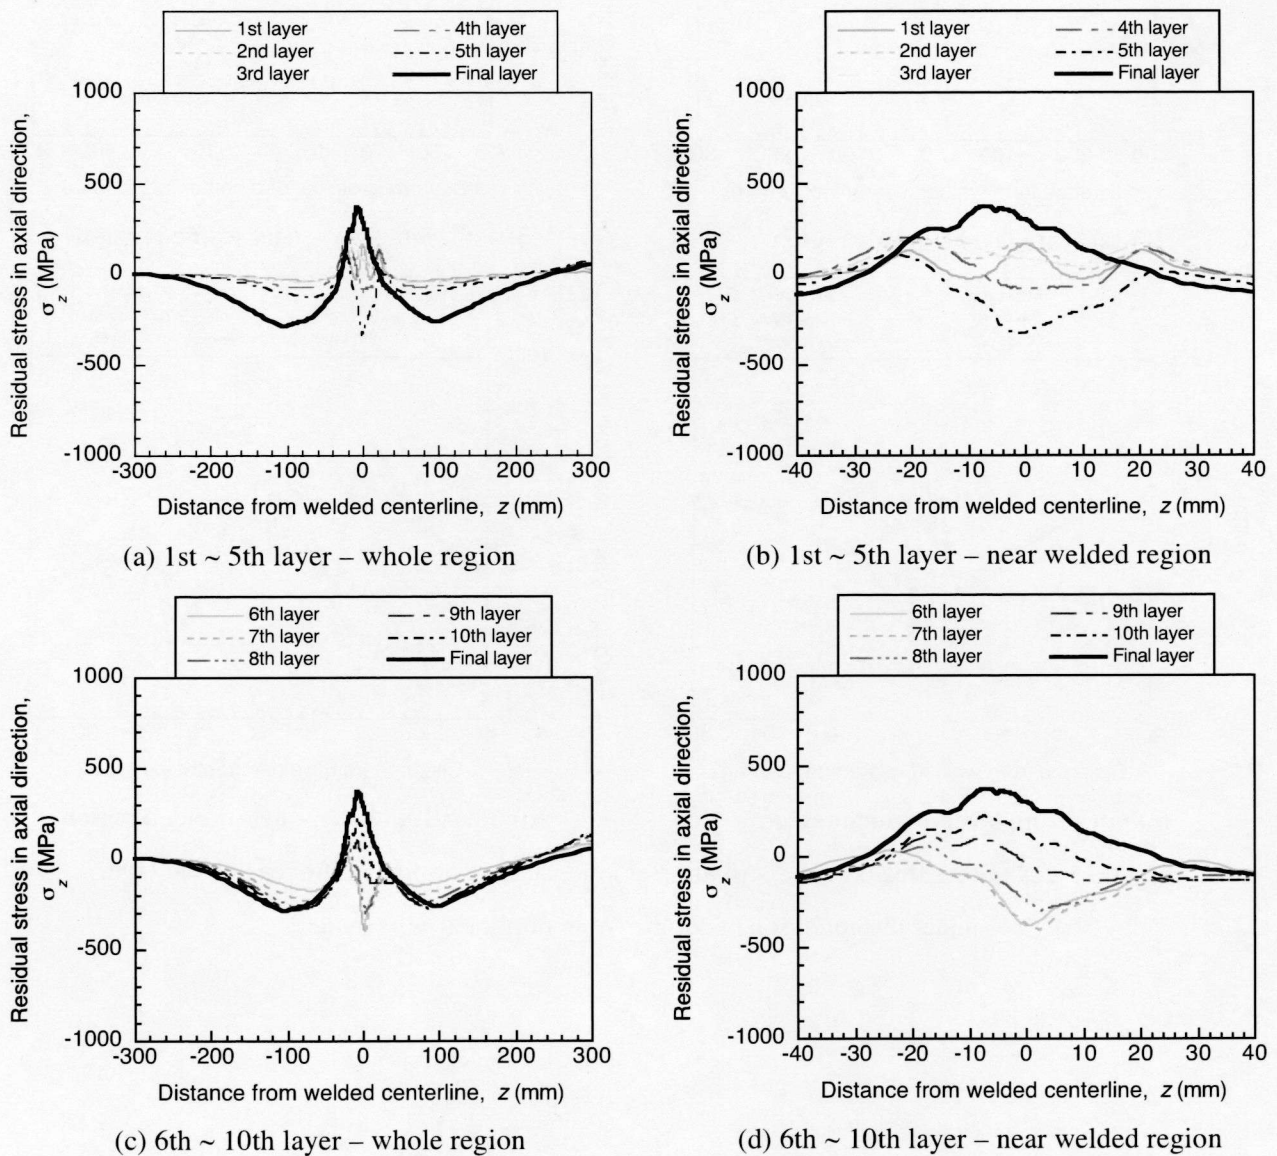 1st layer 4th layer
2nd layer 5th layer
3rd layer Final layer
Residual stress in axial direction,
σz (MPa)
1000
500
0
-500
-1000
-300 -200 -100 0 100 200 300
Distance from welded centerline, z (mm)
(a) 1st ~ 5th layer – whole region
1st layer 4th layer
2nd layer 5th layer
3rd layer Final layer
Residual stress in axial direction,
σz (MPa)
1000
500
0
-500
-1000
-40 -30 -20 -10 0 10 20 30 40
Distance from welded centerline, z (mm)
(b) 1st ~ 5th layer – near welded region
6th layer 9th layer
7th layer 10th layer
8th layer Final layer
Residual stress in axial direction,
σz (MPa)
1000
500
0
-500
-1000
-300 -200 -100 0 100 200 300
Distance from welded centerline, z (mm)
(c) 6th ~ 10th layer – whole region
6th layer 9th layer
7th layer 10th layer
8th layer Final layer
Residual stress in axial direction,
σz (MPa)
1000
500
0
-500
-1000
-40 -30 -20 -10 0 10 20 30 40
Distance from welded centerline, z (mm)
(d) 6th ~ 10th layer – near welded region